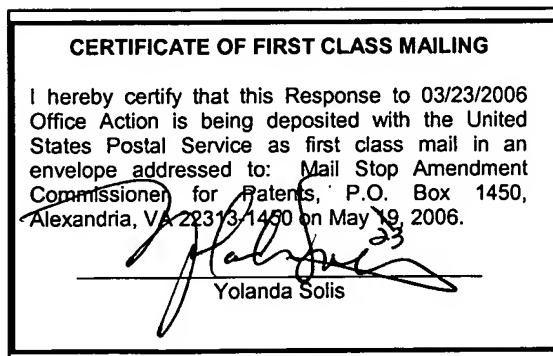 CERTIFICATE OF FIRST CLASS MAILING
I hereby certify that this Response to 03/23/2006
Office Action is being deposited with the United
States Postal Service as first class mail in an
envelope addressed to: Mail Stop Amendment
Commissioner for Patents, P.O. Box 1450,
Alexandria, VA 22313-1450 on May 19, 2006.
23
Yolanda Solis